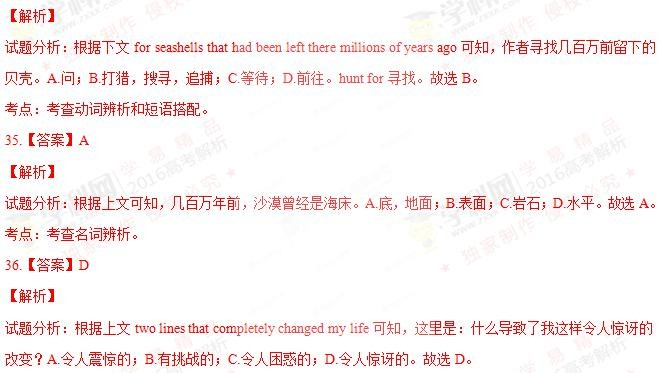 【解析】
试题分析：根据下文 for seashells that had been left there millions of years ago 可知，作者寻找几百万前留下的
贝壳。A.问；B.打猎，搜寻，追捕；C.等待；D.前往。hunt for 寻找。故选 B。
考点：考查动词辨析和短语搭配。
35.【答案】A
【解析】
试题分析：根据上文可知，几百万年前，沙漠曾经是海床。A.底，地面；B.表面；C.岩石；D.水平。故选 A。
考点：考查名词辨析。
36.【答案】D
【解析】
试题分析：根据上文 two lines that completely changed my life 可知，这里是：什么导致了我这样令人惊讶的
改变？A.令人震惊的；B.有挑战的；C.令人困惑的；D.令人惊讶的。故选 D。